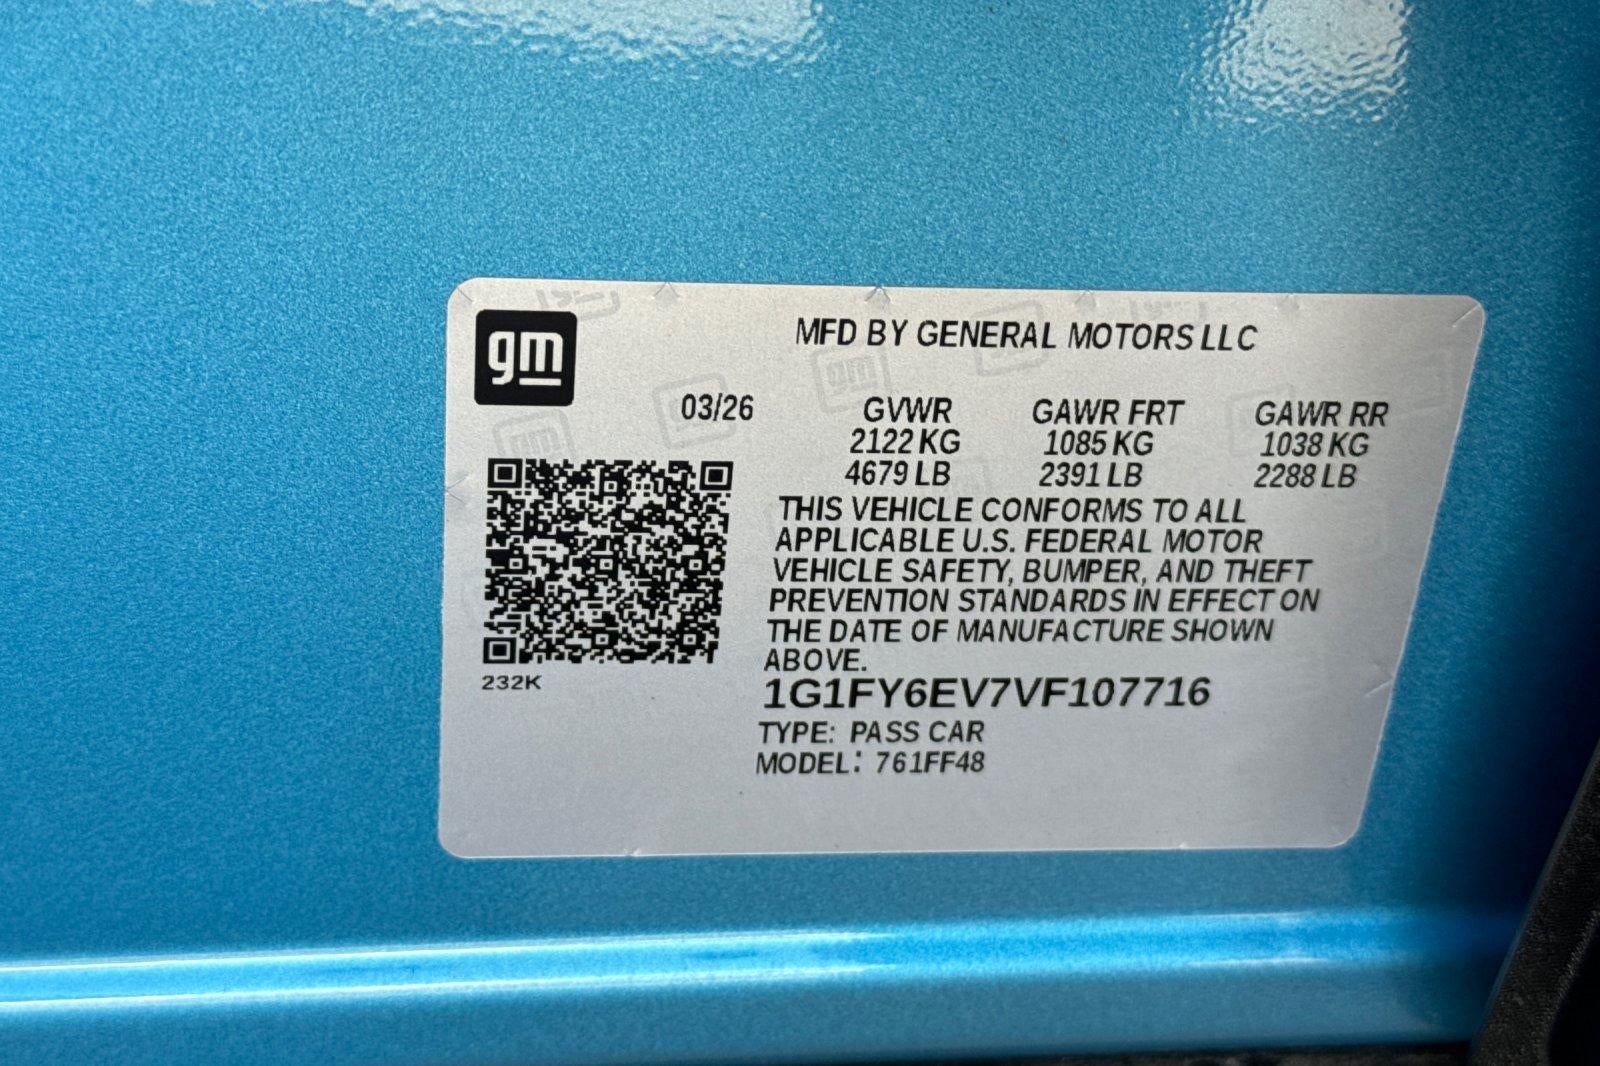 gm
MFD BY GENERAL MOTORS LLC
03/26 GVWR GAWR FRT GAWR RR
2122 KG 1085 KG 1038 KG
4679 LB 2391 LB 2288 LB
THIS VEHICLE CONFORMS TO ALL
APPLICABLE U.S. FEDERAL MOTOR
VEHICLE SAFETY, BUMPER, AND THEFT
PREVENTION STANDARDS IN EFFECT ON
THE DATE OF MANUFACTURE SHOWN
ABOVE.
232K
1G1FY6EV7VF107716
TYPE: PASS CAR
MODEL: 761FF48